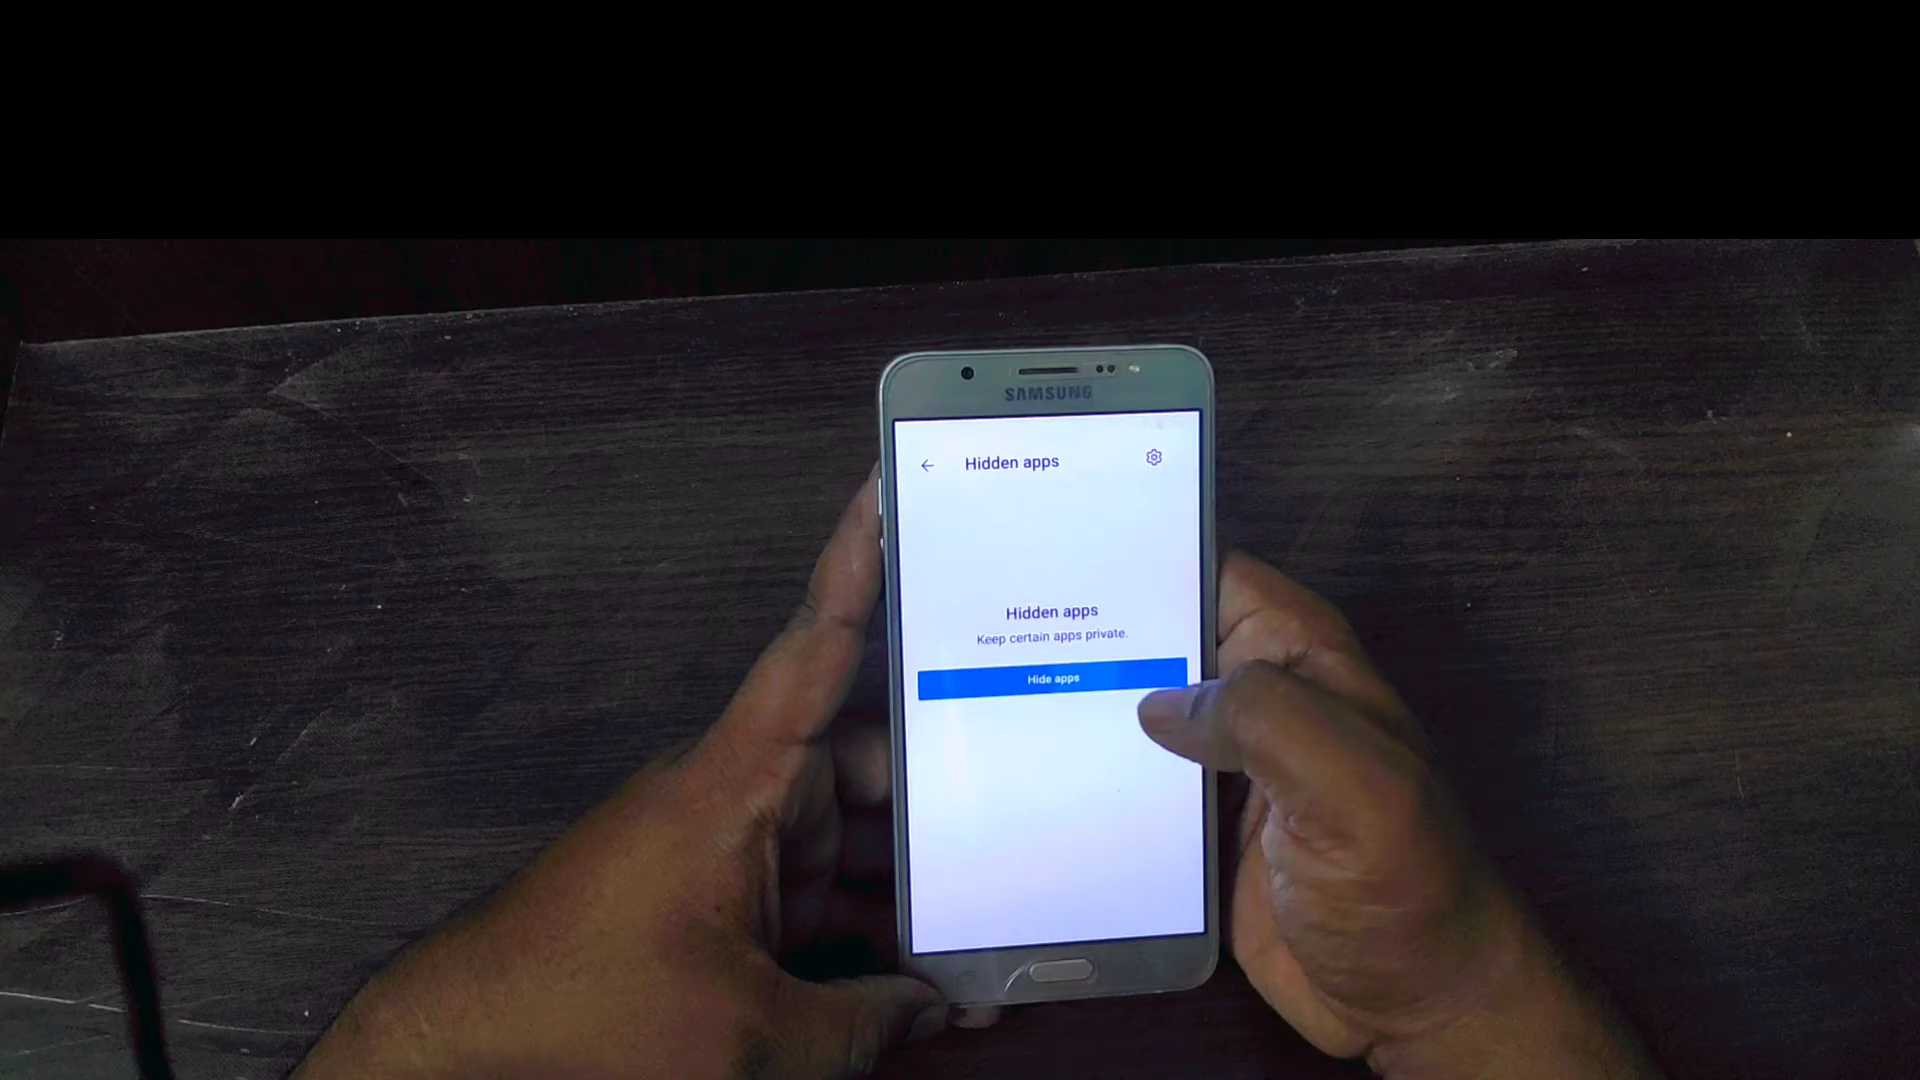 SAMSUNG
Hidden apps
Hidden apps
Keep certain apps private.
Hide apps